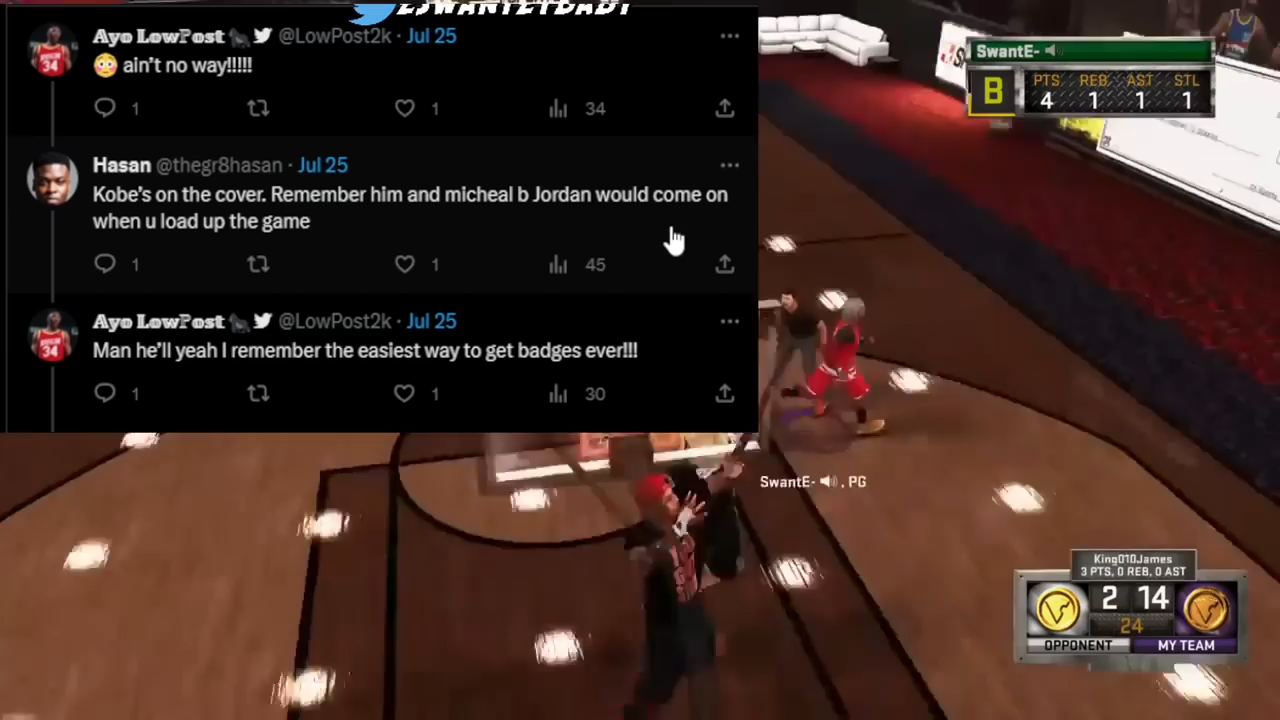 Ayo LowPost @LowPost2k · Jul 25
😳 ain't no way!!!!!
1 1 34
Hasan @thegr8hasan · Jul 25
Kobe's on the cover. Remember him and micheal b Jordan would come on
when u load up the game
1 1 45
Ayo LowPost @LowPost2k · Jul 25
Man he'll yeah I remember the easiest way to get badges ever!!!
1 1 30
SwantE-
B
PTS REB AST STL
4 1 1 1
SwantE- , PG
King010James
3 PTS, 0 REB, 0 AST
2 14
24
OPPONENT MY TEAM